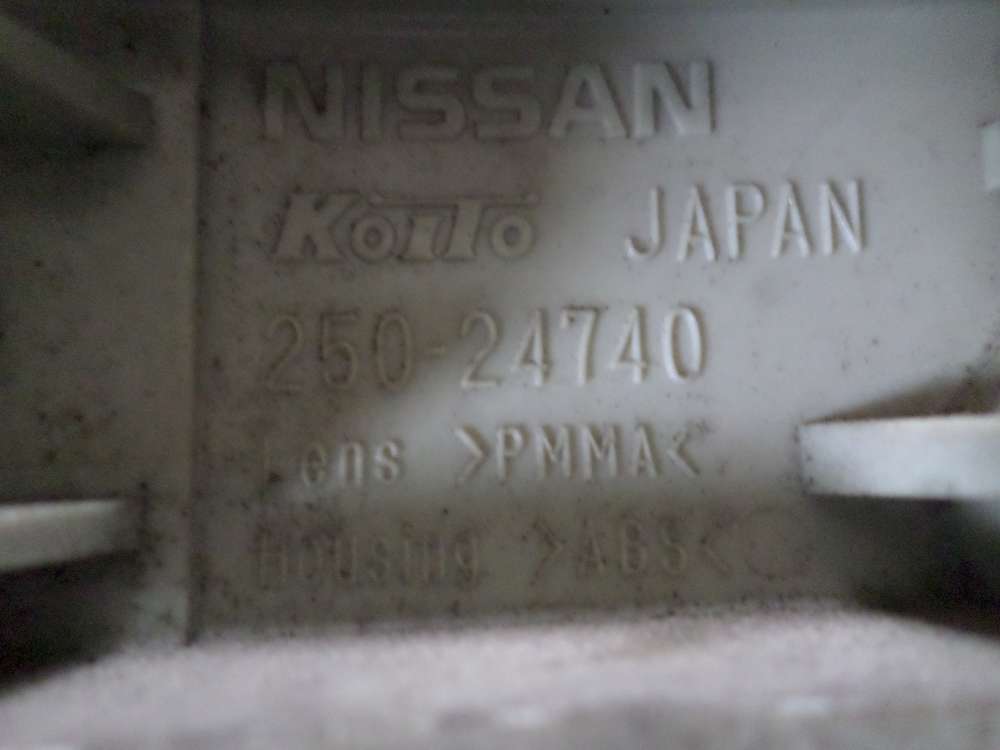 NISSAN
KOITO JAPAN
250-24740
Lens >PMMA<
Housing >ABS<